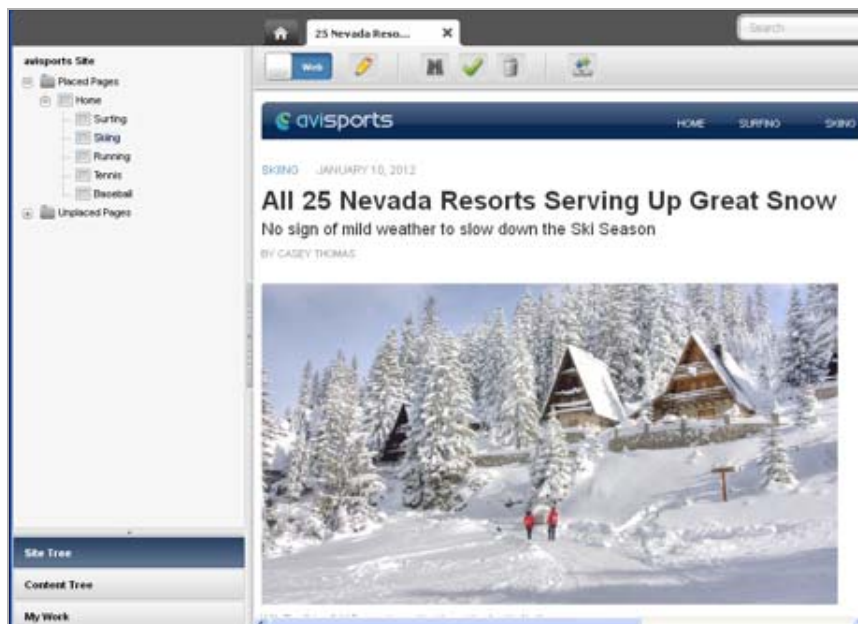 25 Nevada Reso... X
Search
avisports Site
Placed Pages
Home
Surfing
Skiing
Running
Tennis
Baseball
Unplaced Pages
Site Tree
Content Tree
My Work
Web
avisports
HOME SURFING SKIING
SKIING JANUARY 10, 2012
All 25 Nevada Resorts Serving Up Great Snow
No sign of mild weather to slow down the Ski Season
BY CASEY THOMAS